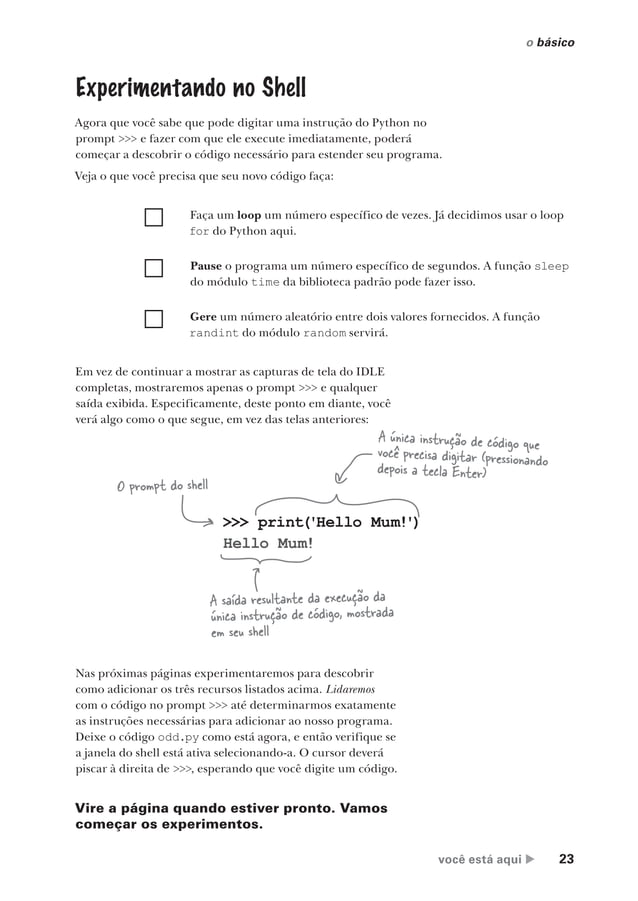 o básico
Experimentando no Shell
Agora que você sabe que pode digitar uma instrução do Python no
prompt >>> e fazer com que ele execute imediatamente, poderá
começar a descobrir o código necessário para estender seu programa.
Veja o que você precisa que seu novo código faça:
Faça um loop um número específico de vezes. Já decidimos usar o loop
for do Python aqui.
Pause o programa um número específico de segundos. A função sleep
do módulo time da biblioteca padrão pode fazer isso.
Gere um número aleatório entre dois valores fornecidos. A função
randint do módulo random servirá.
Em vez de continuar a mostrar as capturas de tela do IDLE
completas, mostraremos apenas o prompt >>> e qualquer
saída exibida. Especificamente, deste ponto em diante, você
verá algo como o que segue, em vez das telas anteriores:
A única instrução de código que
você precisa digitar (pressionando
depois a tecla Enter)
O prompt do shell
>>> print('Hello Mum!')
Hello Mum!
A saída resultante da execução da
única instrução de código, mostrada
em seu shell
Nas próximas páginas experimentaremos para descobrir
como adicionar os três recursos listados acima. Lidaremos
com o código no prompt >>> até determinarmos exatamente
as instruções necessárias para adicionar ao nosso programa.
Deixe o código odd.py como está agora, e então verifique se
a janela do shell está ativa selecionando-a. O cursor deverá
piscar à direita de >>>, esperando que você digite um código.
Vire a página quando estiver pronto. Vamos
começar os experimentos.
você está aqui ▶ 23